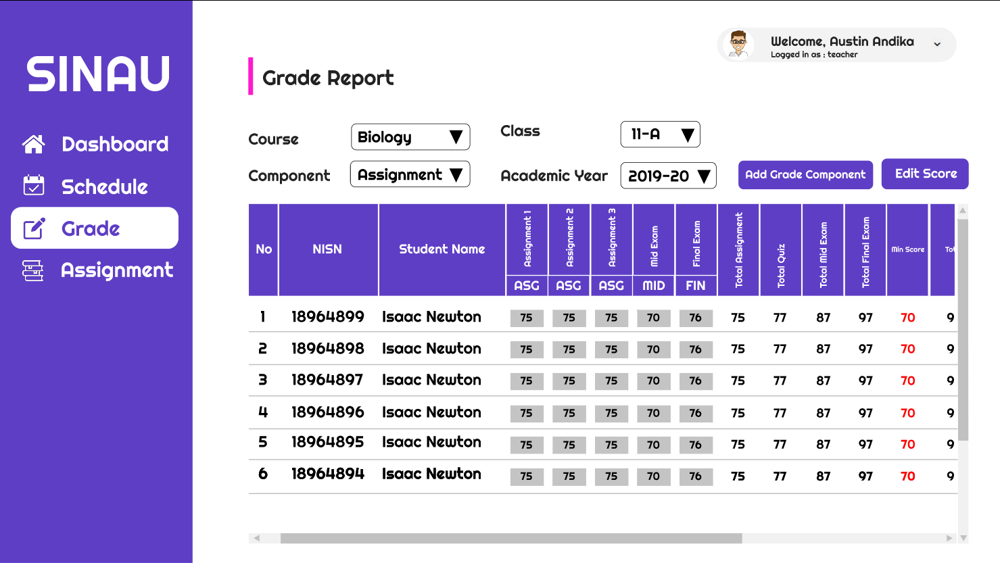 SINAU
Dashboard
Schedule
Grade
Assignment
Welcome, Austin Andika
Logged in as : teacher
Grade Report
Course Biology Class 11-A
Component Assignment Academic Year 2019-20 Add Grade Component Edit Score
No NISN Student Name Assignment 1 Assignment 2 Assignment 3 Mid Exam Final Exam Total Assignment Total Quiz Total Mid Exam Total Final Exam Min Score Tot
ASG ASG ASG MID FIN
1 18964899 Isaac Newton 75 75 75 70 76 75 77 87 97 70 9
2 18964898 Isaac Newton 75 75 75 70 76 75 77 87 97 70 9
3 18964897 Isaac Newton 75 75 75 70 76 75 77 87 97 70 9
4 18964896 Isaac Newton 75 75 75 70 76 75 77 87 97 70 9
5 18964895 Isaac Newton 75 75 75 70 76 75 77 87 97 70 9
6 18964894 Isaac Newton 75 75 75 70 76 75 77 87 97 70 9